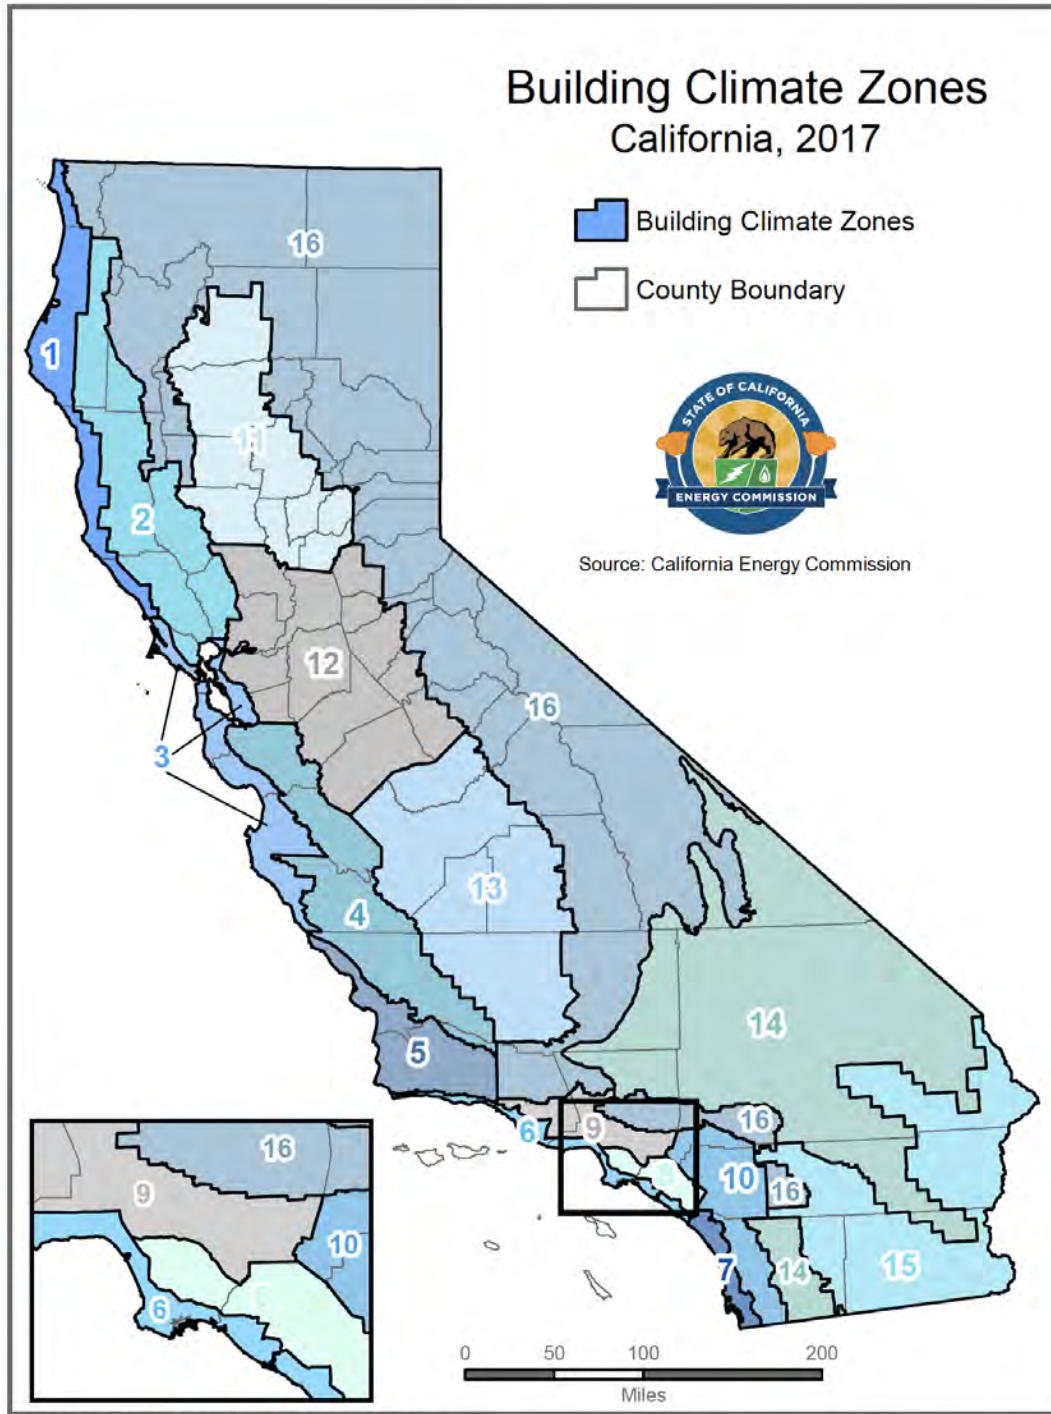 Building Climate Zones
California, 2017
Building Climate Zones
County Boundary
STATE OF CALIFORNIA
ENERGY COMMISSION
Source: California Energy Commission
16
1
11
2
12
16
3
13
4
14
5
6
9
16
8
10
16
7
14
15
16
9
10
6
0 50 100 200
Miles